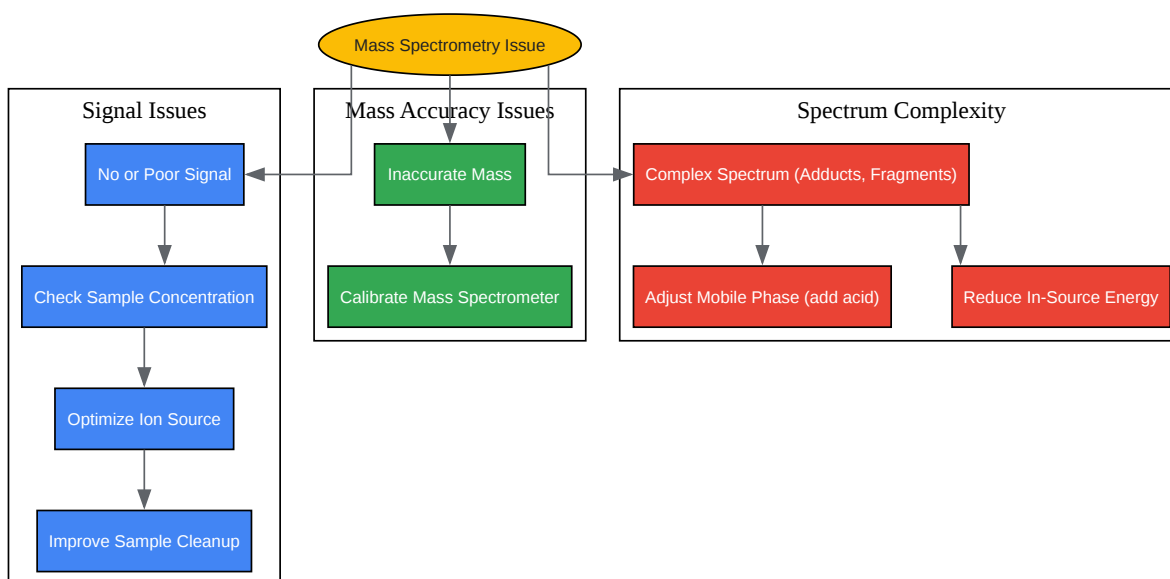 Mass Spectrometry Issue
Signal Issues
Mass Accuracy Issues
Spectrum Complexity
No or Poor Signal
Inaccurate Mass
Complex Spectrum (Adducts, Fragments)
Check Sample Concentration
Calibrate Mass Spectrometer
Adjust Mobile Phase (add acid)
Reduce In-Source Energy
Optimize Ion Source
Improve Sample Cleanup